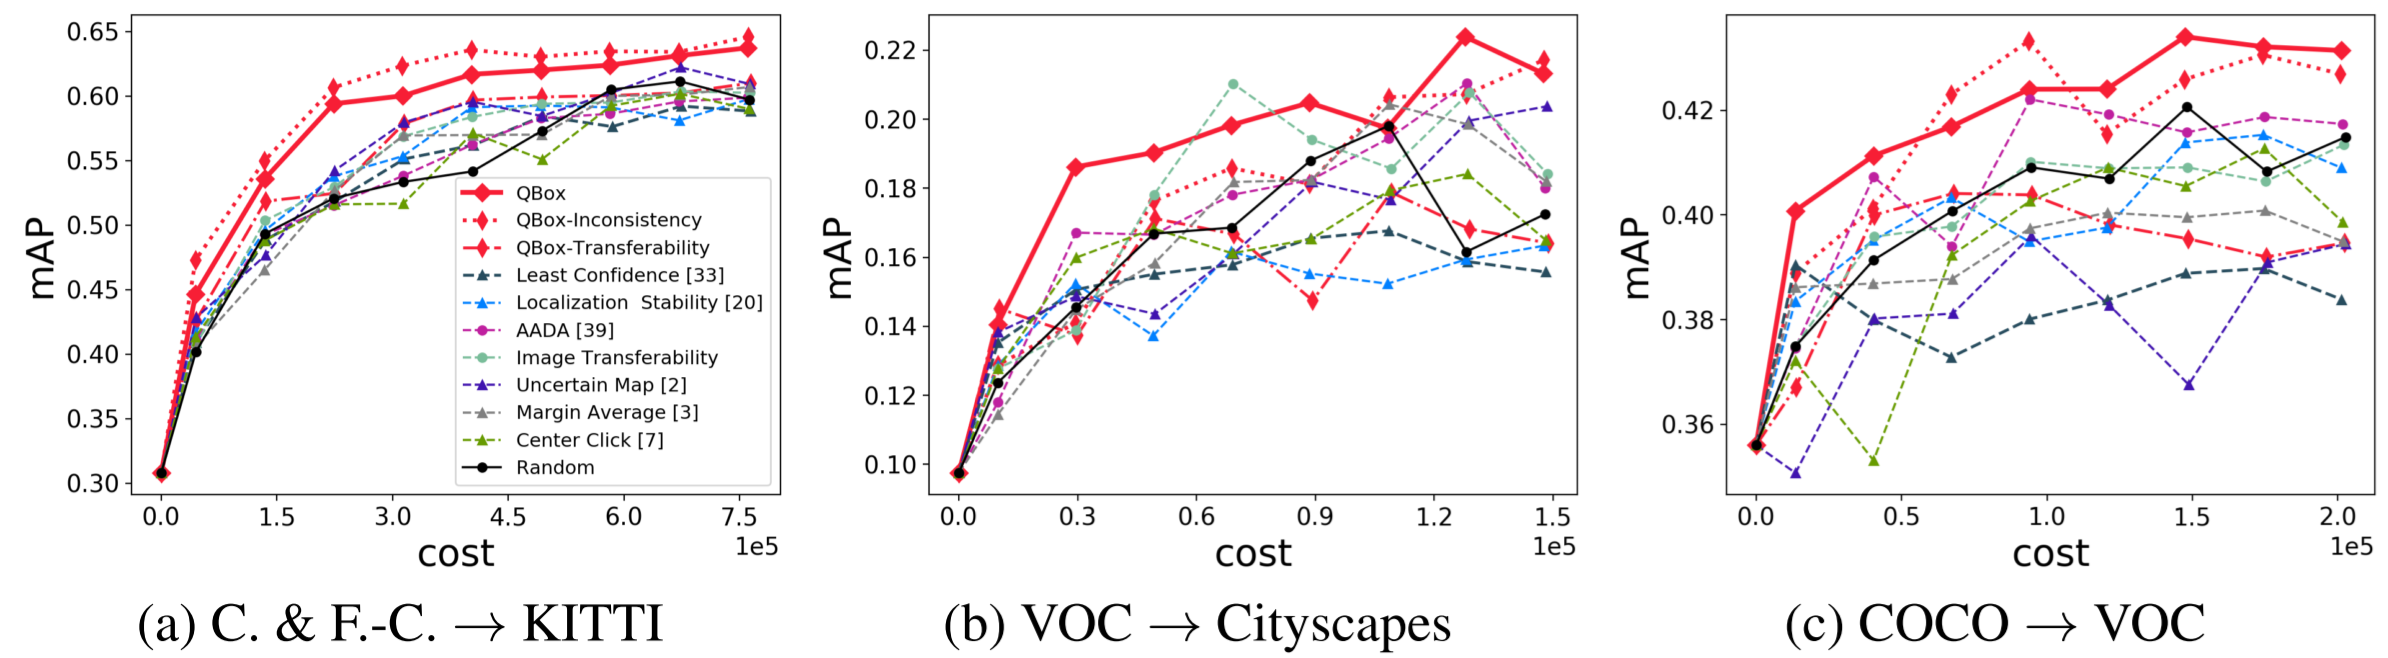 mAP
0.65
0.60
0.55
0.50
0.45
0.40
0.35
0.30
QBox
QBox-Inconsistency
QBox-Transferability
Least Confidence [33]
Localization Stability [20]
AADA [39]
Image Transferability
Uncertain Map [2]
Margin Average [3]
Center Click [7]
Random
0.0 1.5 3.0 4.5 6.0 7.5
1e5
cost
(a) C. & F.-C. → KITTI
mAP
0.22
0.20
0.18
0.16
0.14
0.12
0.10
0.0 0.3 0.6 0.9 1.2 1.5
1e5
cost
(b) VOC → Cityscapes
mAP
0.42
0.40
0.38
0.36
0.0 0.5 1.0 1.5 2.0
1e5
cost
(c) COCO → VOC